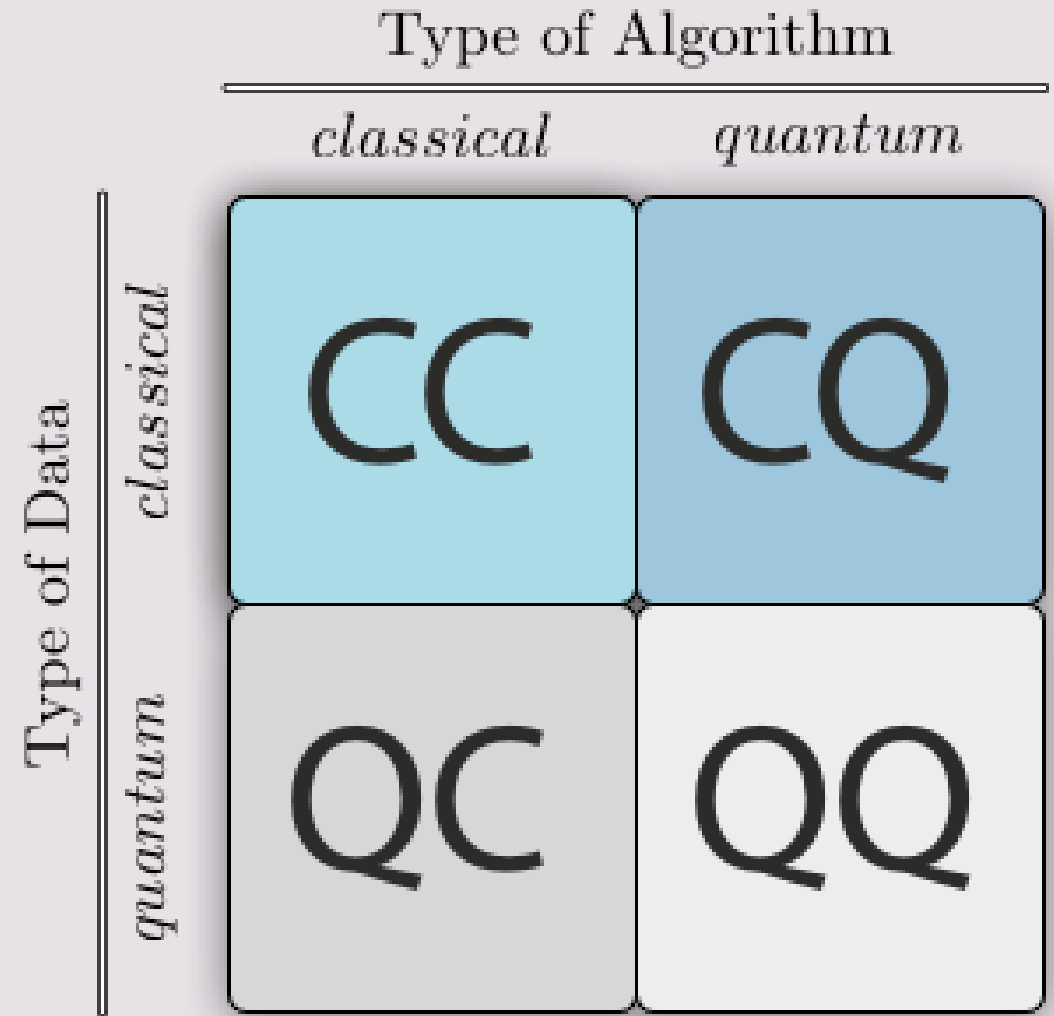 Type of Algorithm
classical quantum
Type of Data
classical
CC CQ
quantum
QC QQ